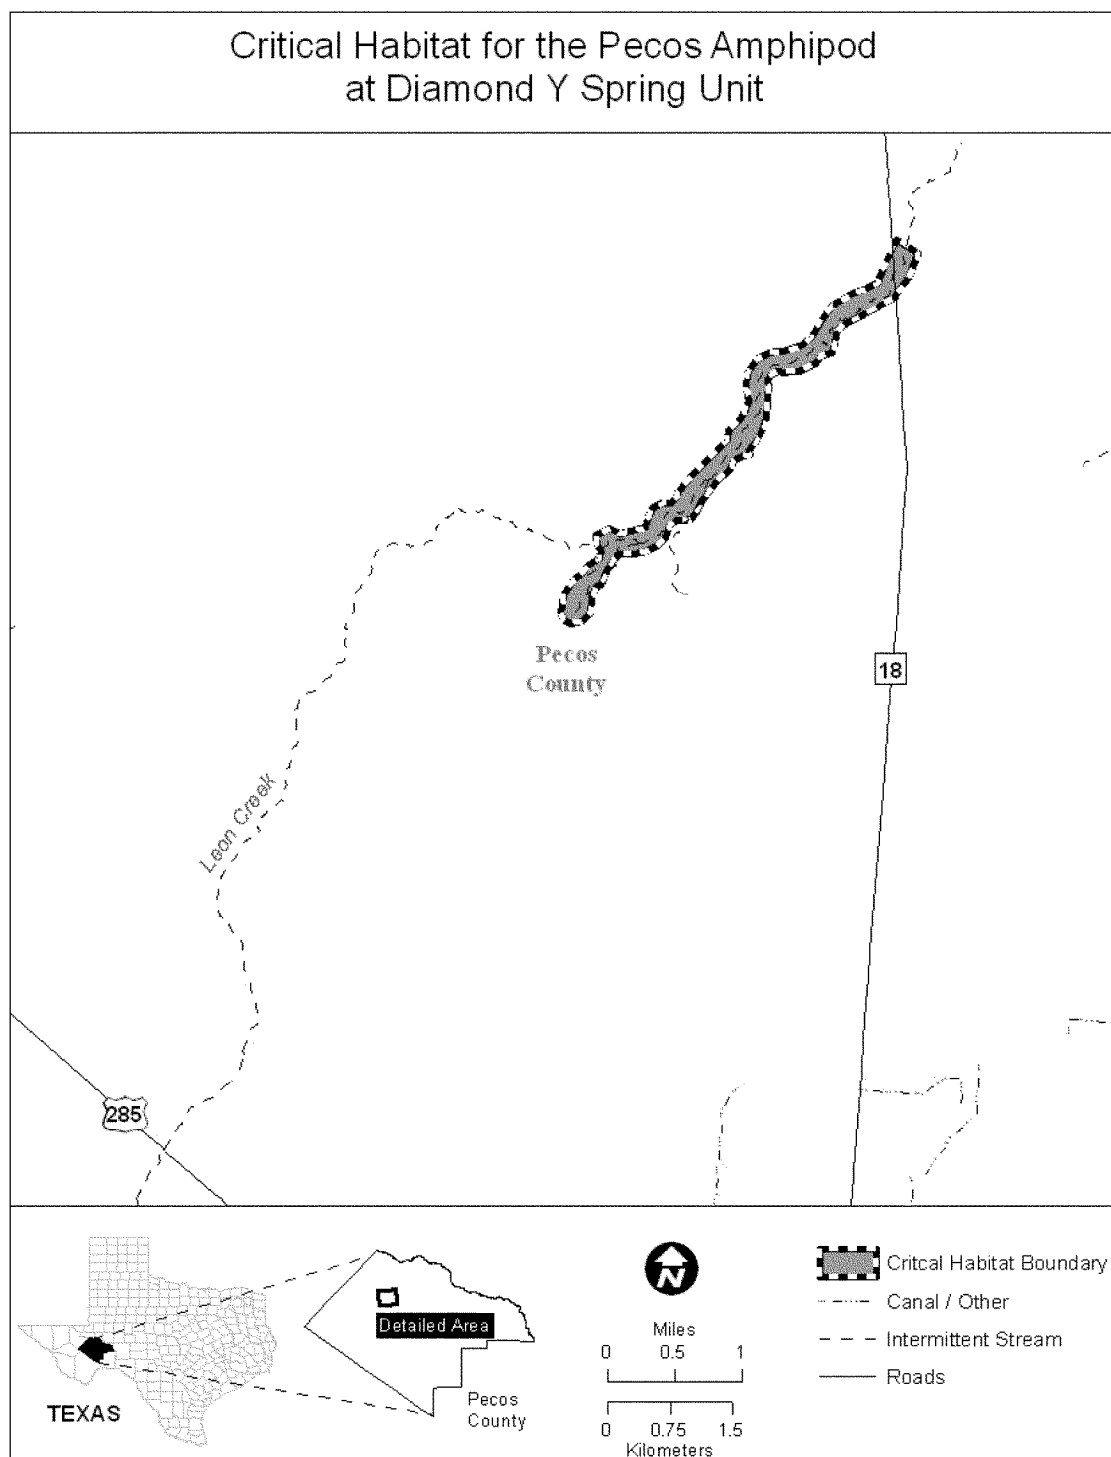 Critical Habitat for the Pecos Amphipod
at Diamond Y Spring Unit
Pecos
County
18
Leon Creek
285
TEXAS
Detailed Area
Pecos
County
N
Miles
0 0.5 1
0 0.75 1.5
Kilometers
Critcal Habitat Boundary
Canal / Other
Intermittent Stream
Roads